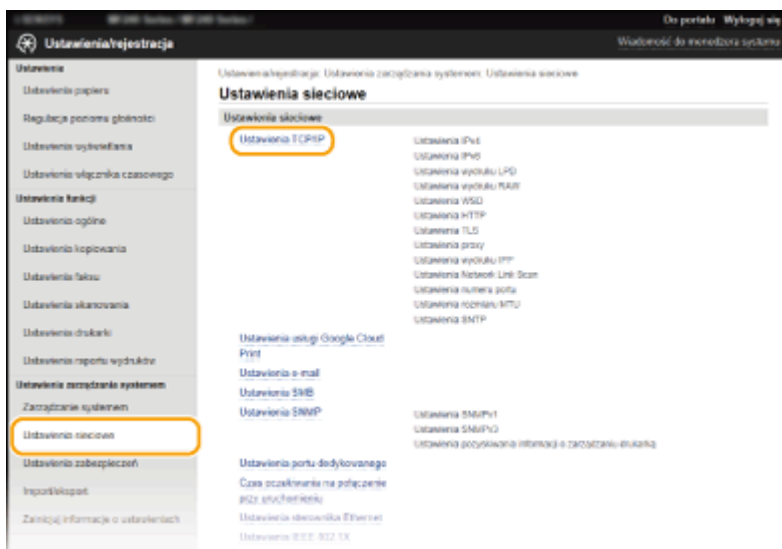 Do portalu Wyloguj się
Ustawienia/rejestracja
Wiadomość do menedżera systemu
Ustawienia
Ustawienia papieru
Regulacja poziomu głośności
Ustawienia wyświetlania
Ustawienia włącznika czasowego
Ustawienia funkcji
Ustawienia ogólne
Ustawienia kopiowania
Ustawienia faksu
Ustawienia skanowania
Ustawienia drukarki
Ustawienia raportu wydruków
Ustawienia zarządzania systemem
Zarządzanie systemem
Ustawienia sieciowe
Ustawienia zabezpieczeń
Import/eksport
Zainicjuj informacje o ustawieniach
Ustawienia/rejestracja: Ustawienia zarządzania systemem: Ustawienia sieciowe
Ustawienia sieciowe
Ustawienia sieciowe
Ustawienia TCP/IP
Ustawienia IPv4
Ustawienia IPv6
Ustawienia wydruku LPD
Ustawienia wydruku RAW
Ustawienia WSD
Ustawienia HTTP
Ustawienia TLS
Ustawienia proxy
Ustawienia wydruku IPP
Ustawienia Network Link Scan
Ustawienia numeru portu
Ustawienia rozmiaru MTU
Ustawienia SNTP
Ustawienia usługi Google Cloud
Print
Ustawienia e-mail
Ustawienia SMB
Ustawienia SNMP
Ustawienia SNMPv1
Ustawienia SNMPv3
Ustawienia pozyskiwania informacji o zarządzaniu drukarką
Ustawienia portu dedykowanego
Czas oczekiwania na połączenie
przy uruchomieniu
Ustawienia sterownika Ethernet
Ustawienia IEEE 802.1X